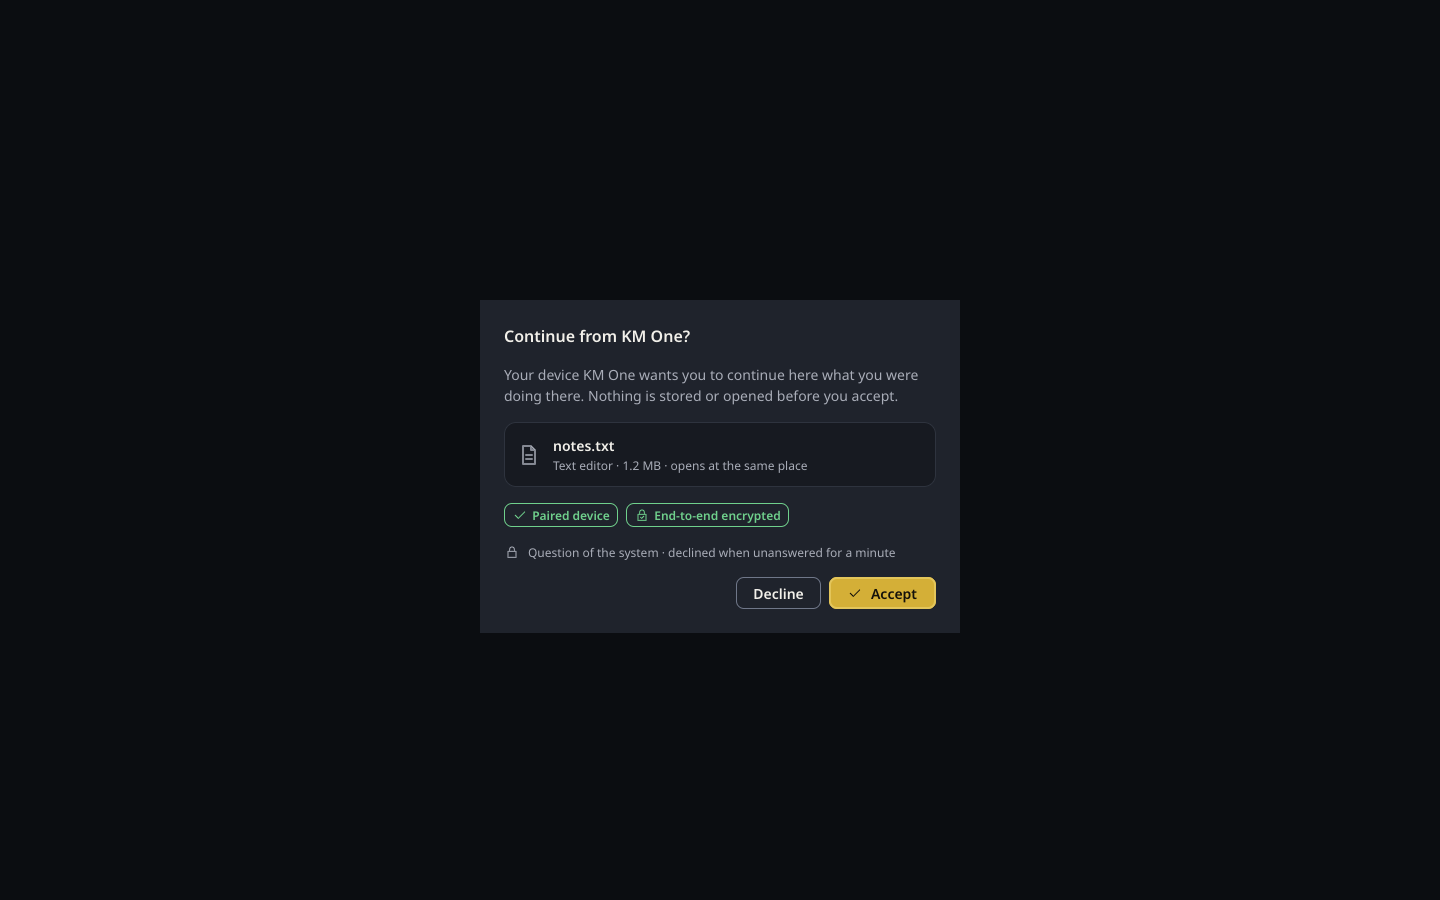 Continue from KM One?
Your device KM One wants you to continue here what you were
doing there. Nothing is stored or opened before you accept.
notes.txt
Text editor · 1.2 MB · opens at the same place
Paired device
End-to-end encrypted
Question of the system · declined when unanswered for a minute
Decline
Accept